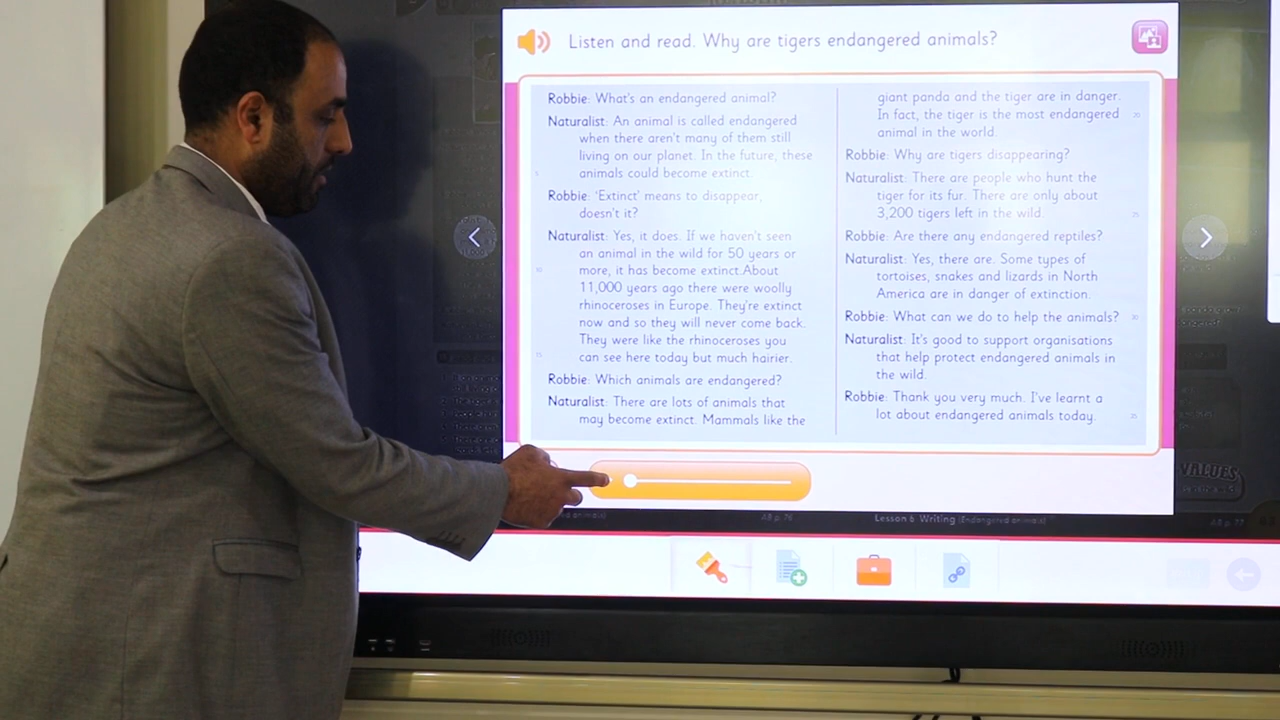 Listen and read. Why are tigers endangered animals?
Robbie: What's an endangered animal?
Naturalist: An animal is called endangered
when there aren't many of them still
living on our planet. In the future, these
animals could become extinct.
5
Robbie: 'Extinct' means to disappear,
doesn't it?
Naturalist: Yes, it does. If we haven't seen
an animal in the wild for 50 years or
10
more, it has become extinct.About
11,000 years ago there were woolly
rhinoceroses in Europe. They're extinct
now and so they will never come back.
They were like the rhinoceroses you
15
can see here today but much hairier.
Robbie: Which animals are endangered?
Naturalist: There are lots of animals that
may become extinct. Mammals like the
giant panda and the tiger are in danger.
In fact, the tiger is the most endangered
20
animal in the world.
Robbie: Why are tigers disappearing?
Naturalist: There are people who hunt the
tiger for its fur. There are only about
3,200 tigers left in the wild.
25
Robbie: Are there any endangered reptiles?
Naturalist: Yes, there are. Some types of
tortoises, snakes and lizards in North
America are in danger of extinction.
Robbie: What can we do to help the animals?
30
Naturalist: It's good to support organisations
that help protect endangered animals in
the wild.
Robbie: Thank you very much. I've learnt a
lot about endangered animals today.
VALUES
AB p. 76
Lesson 6 Writing (Endangered animals)
AB p. 77